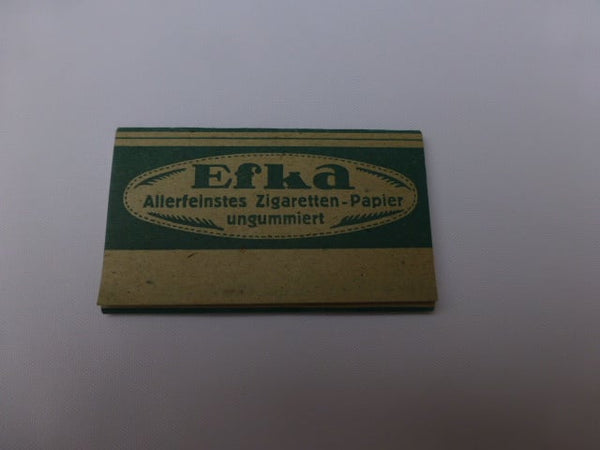 Efka
Allerfeinstes Zigaretten-Papier
ungummiert